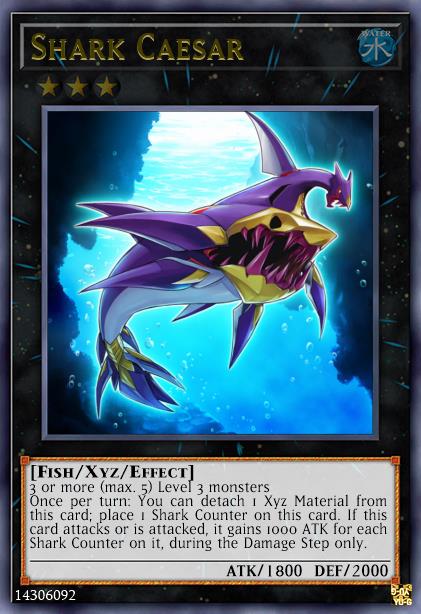 Shark Caesar
WATER
水
[Fish/Xyz/Effect]
3 or more (max. 5) Level 3 monsters
Once per turn: You can detach 1 Xyz Material from
this card; place 1 Shark Counter on this card. If this
card attacks or is attacked, it gains 1000 ATK for each
Shark Counter on it, during the Damage Step only.
ATK/1800 DEF/2000
14306092